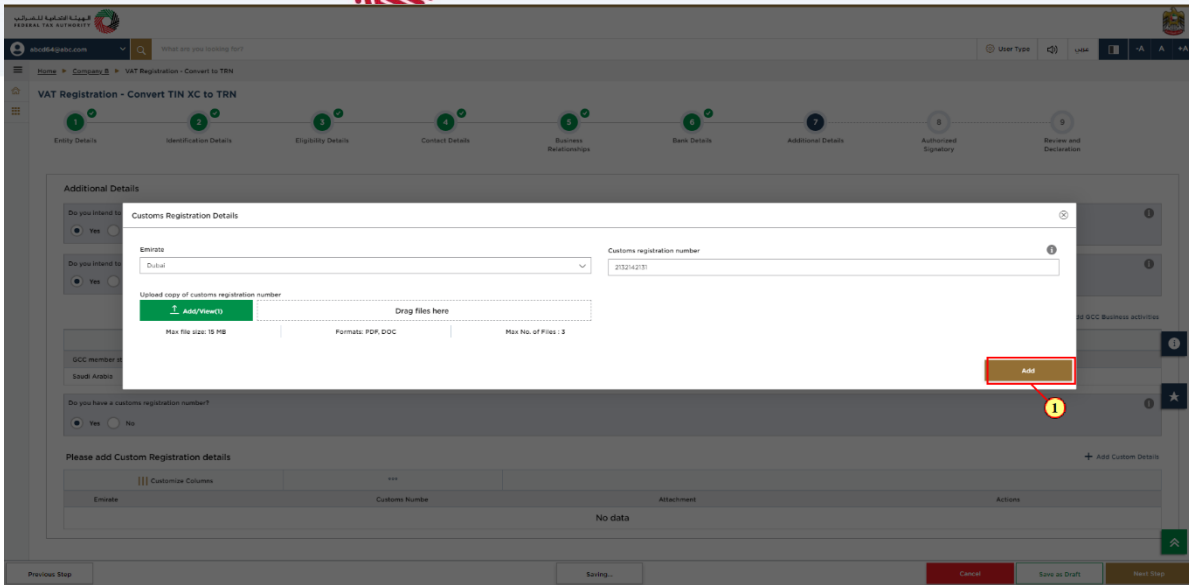 الهيئة الاتحادية للضرائب
FEDERAL TAX AUTHORITY
abcd64@abc.com
What are you looking for?
User Type
عربي
-A A +A
Home Company B VAT Registration - Convert to TRN
VAT Registration - Convert TIN XC to TRN
1 2 3 4 5 6 7 8 9
Entity Details
Identification Details
Eligibility Details
Contact Details
Business
Relationships
Bank Details
Additional Details
Authorized
Signatory
Review and
Declaration
Additional Details
Do you intend to
Yes
Do you intend to
Yes
Customs Registration Details
Emirate
Customs registration number
Dubai
2132142131
Upload copy of customs registration number
Add/View(1)
Drag files here
Max file size: 15 MB
Formats: PDF, DOC
Max No. of Files : 3
Add
1
dd GCC Business activities
GCC member st
Saudi Arabia
Do you have a customs registration number?
Yes No
Please add Custom Registration details
+ Add Custom Details
Customize Columns
...
Emirate
Customs Numbe
Attachment
Actions
No data
Previous Step
Saving...
Cancel
Save as Draft
Next Step